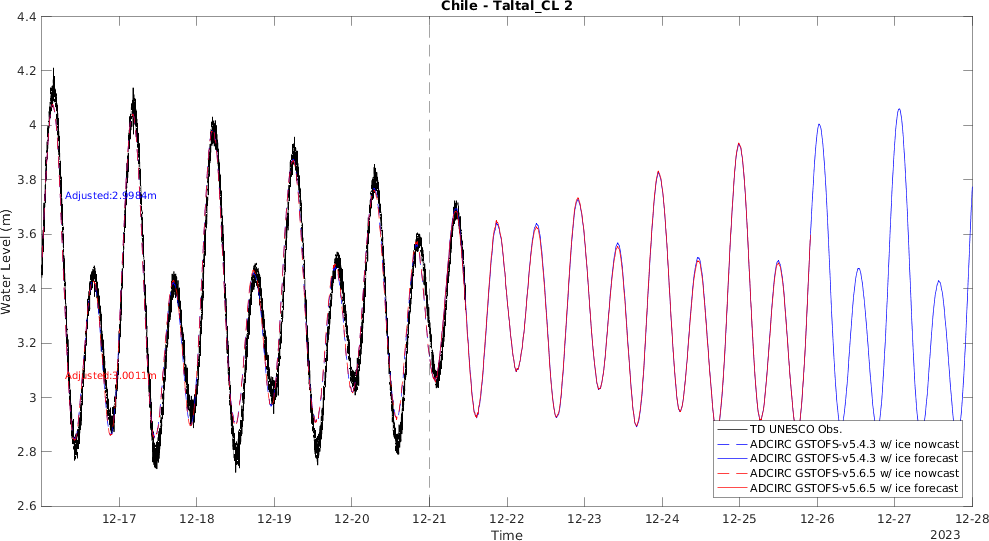 Chile - Taltal_CL 2
4.4
4.2
4
3.8
3.6
3.4
3.2
3
2.8
2.6
Water Level (m)
Adjusted:2.9984m
Adjusted:3.0011m
TD UNESCO Obs.
ADCIRC GSTOFS-v5.4.3 w/ ice nowcast
ADCIRC GSTOFS-v5.4.3 w/ ice forecast
ADCIRC GSTOFS-v5.6.5 w/ ice nowcast
ADCIRC GSTOFS-v5.6.5 w/ ice forecast
12-17 12-18 12-19 12-20 12-21 12-22 12-23 12-24 12-25 12-26 12-27 12-28
Time
2023